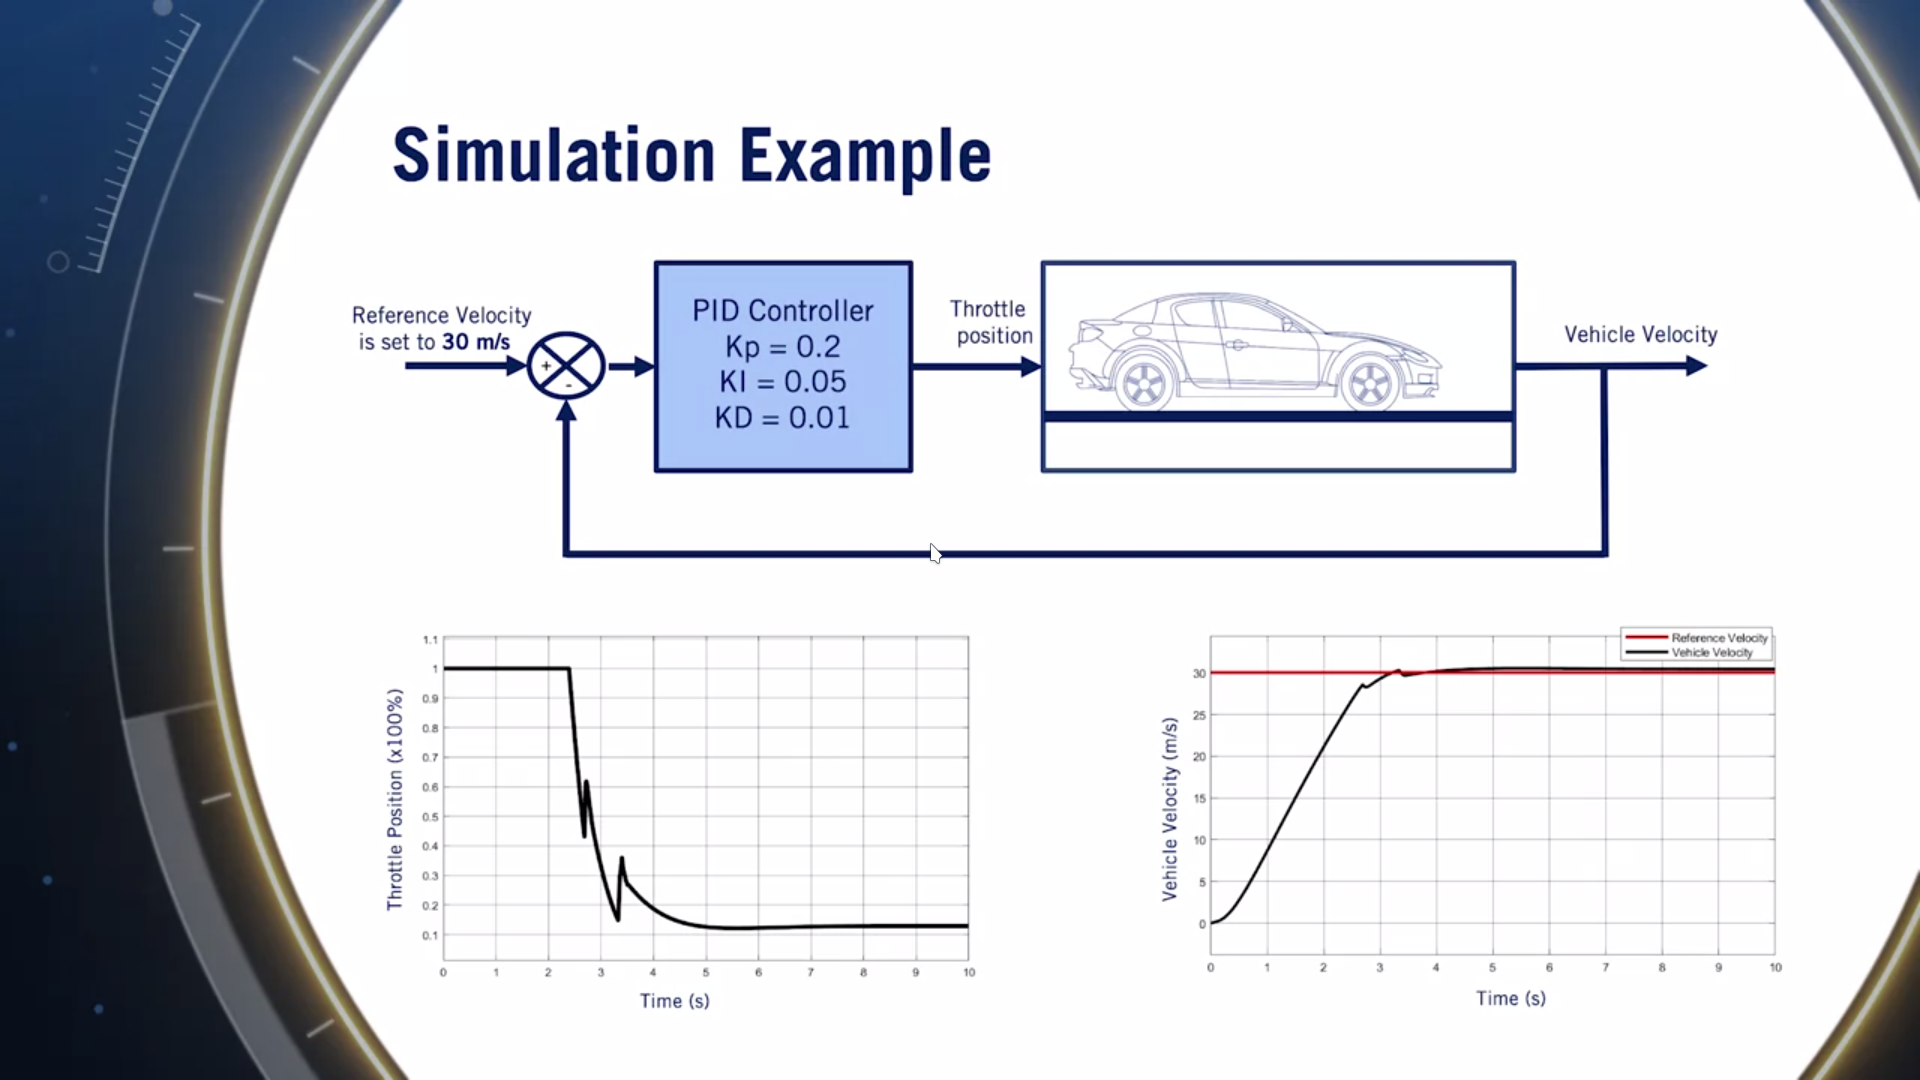 Simulation Example
Reference Velocity
is set to 30 m/s
+
-
PID Controller
Kp = 0.2
KI = 0.05
KD = 0.01
Throttle
position
Vehicle Velocity
Throttle Position (x100%)
1.1
1
0.9
0.8
0.7
0.6
0.5
0.4
0.3
0.2
0.1
0 1 2 3 4 5 6 7 8 9 10
Time (s)
Reference Velocity
Vehicle Velocity
Vehicle Velocity (m/s)
30
25
20
15
10
5
0
0 1 2 3 4 5 6 7 8 9 10
Time (s)